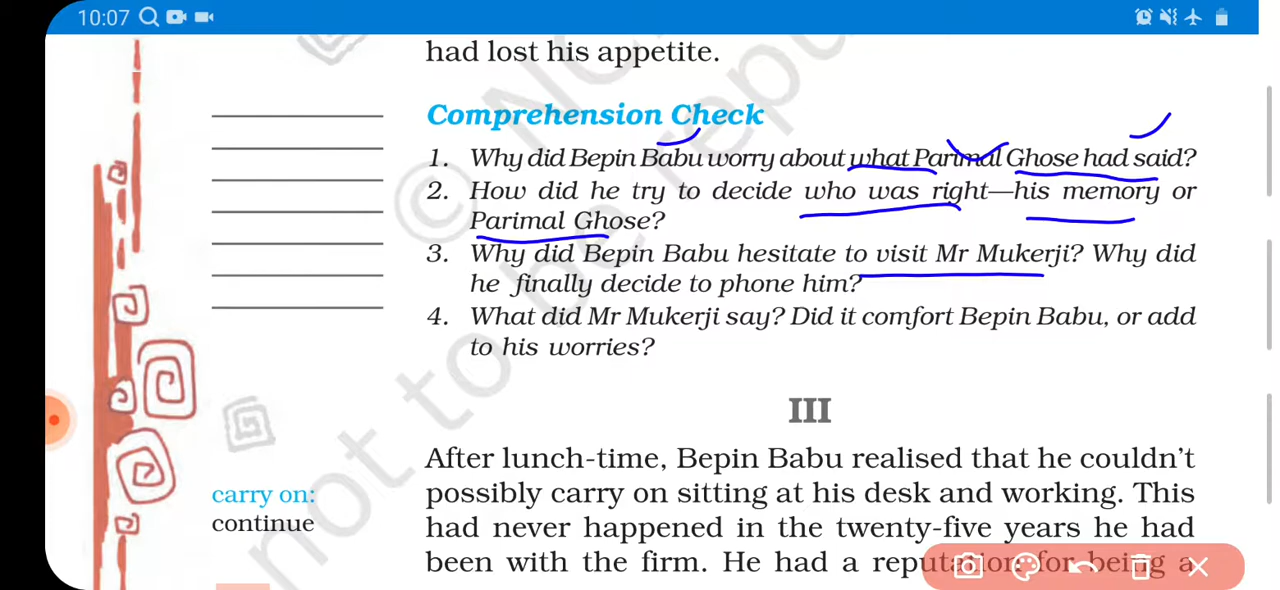 10:07
had lost his appetite.
Comprehension Check
1. Why did Bepin Babu worry about what Parimal Ghose had said?
2. How did he try to decide who was right—his memory or
Parimal Ghose?
3. Why did Bepin Babu hesitate to visit Mr Mukerji? Why did
he finally decide to phone him?
4. What did Mr Mukerji say? Did it comfort Bepin Babu, or add
to his worries?
III
After lunch-time, Bepin Babu realised that he couldn't
carry on:
possibly carry on sitting at his desk and working. This
continue
had never happened in the twenty-five years he had
been with the firm. He had a reputation for being a
not to be repu